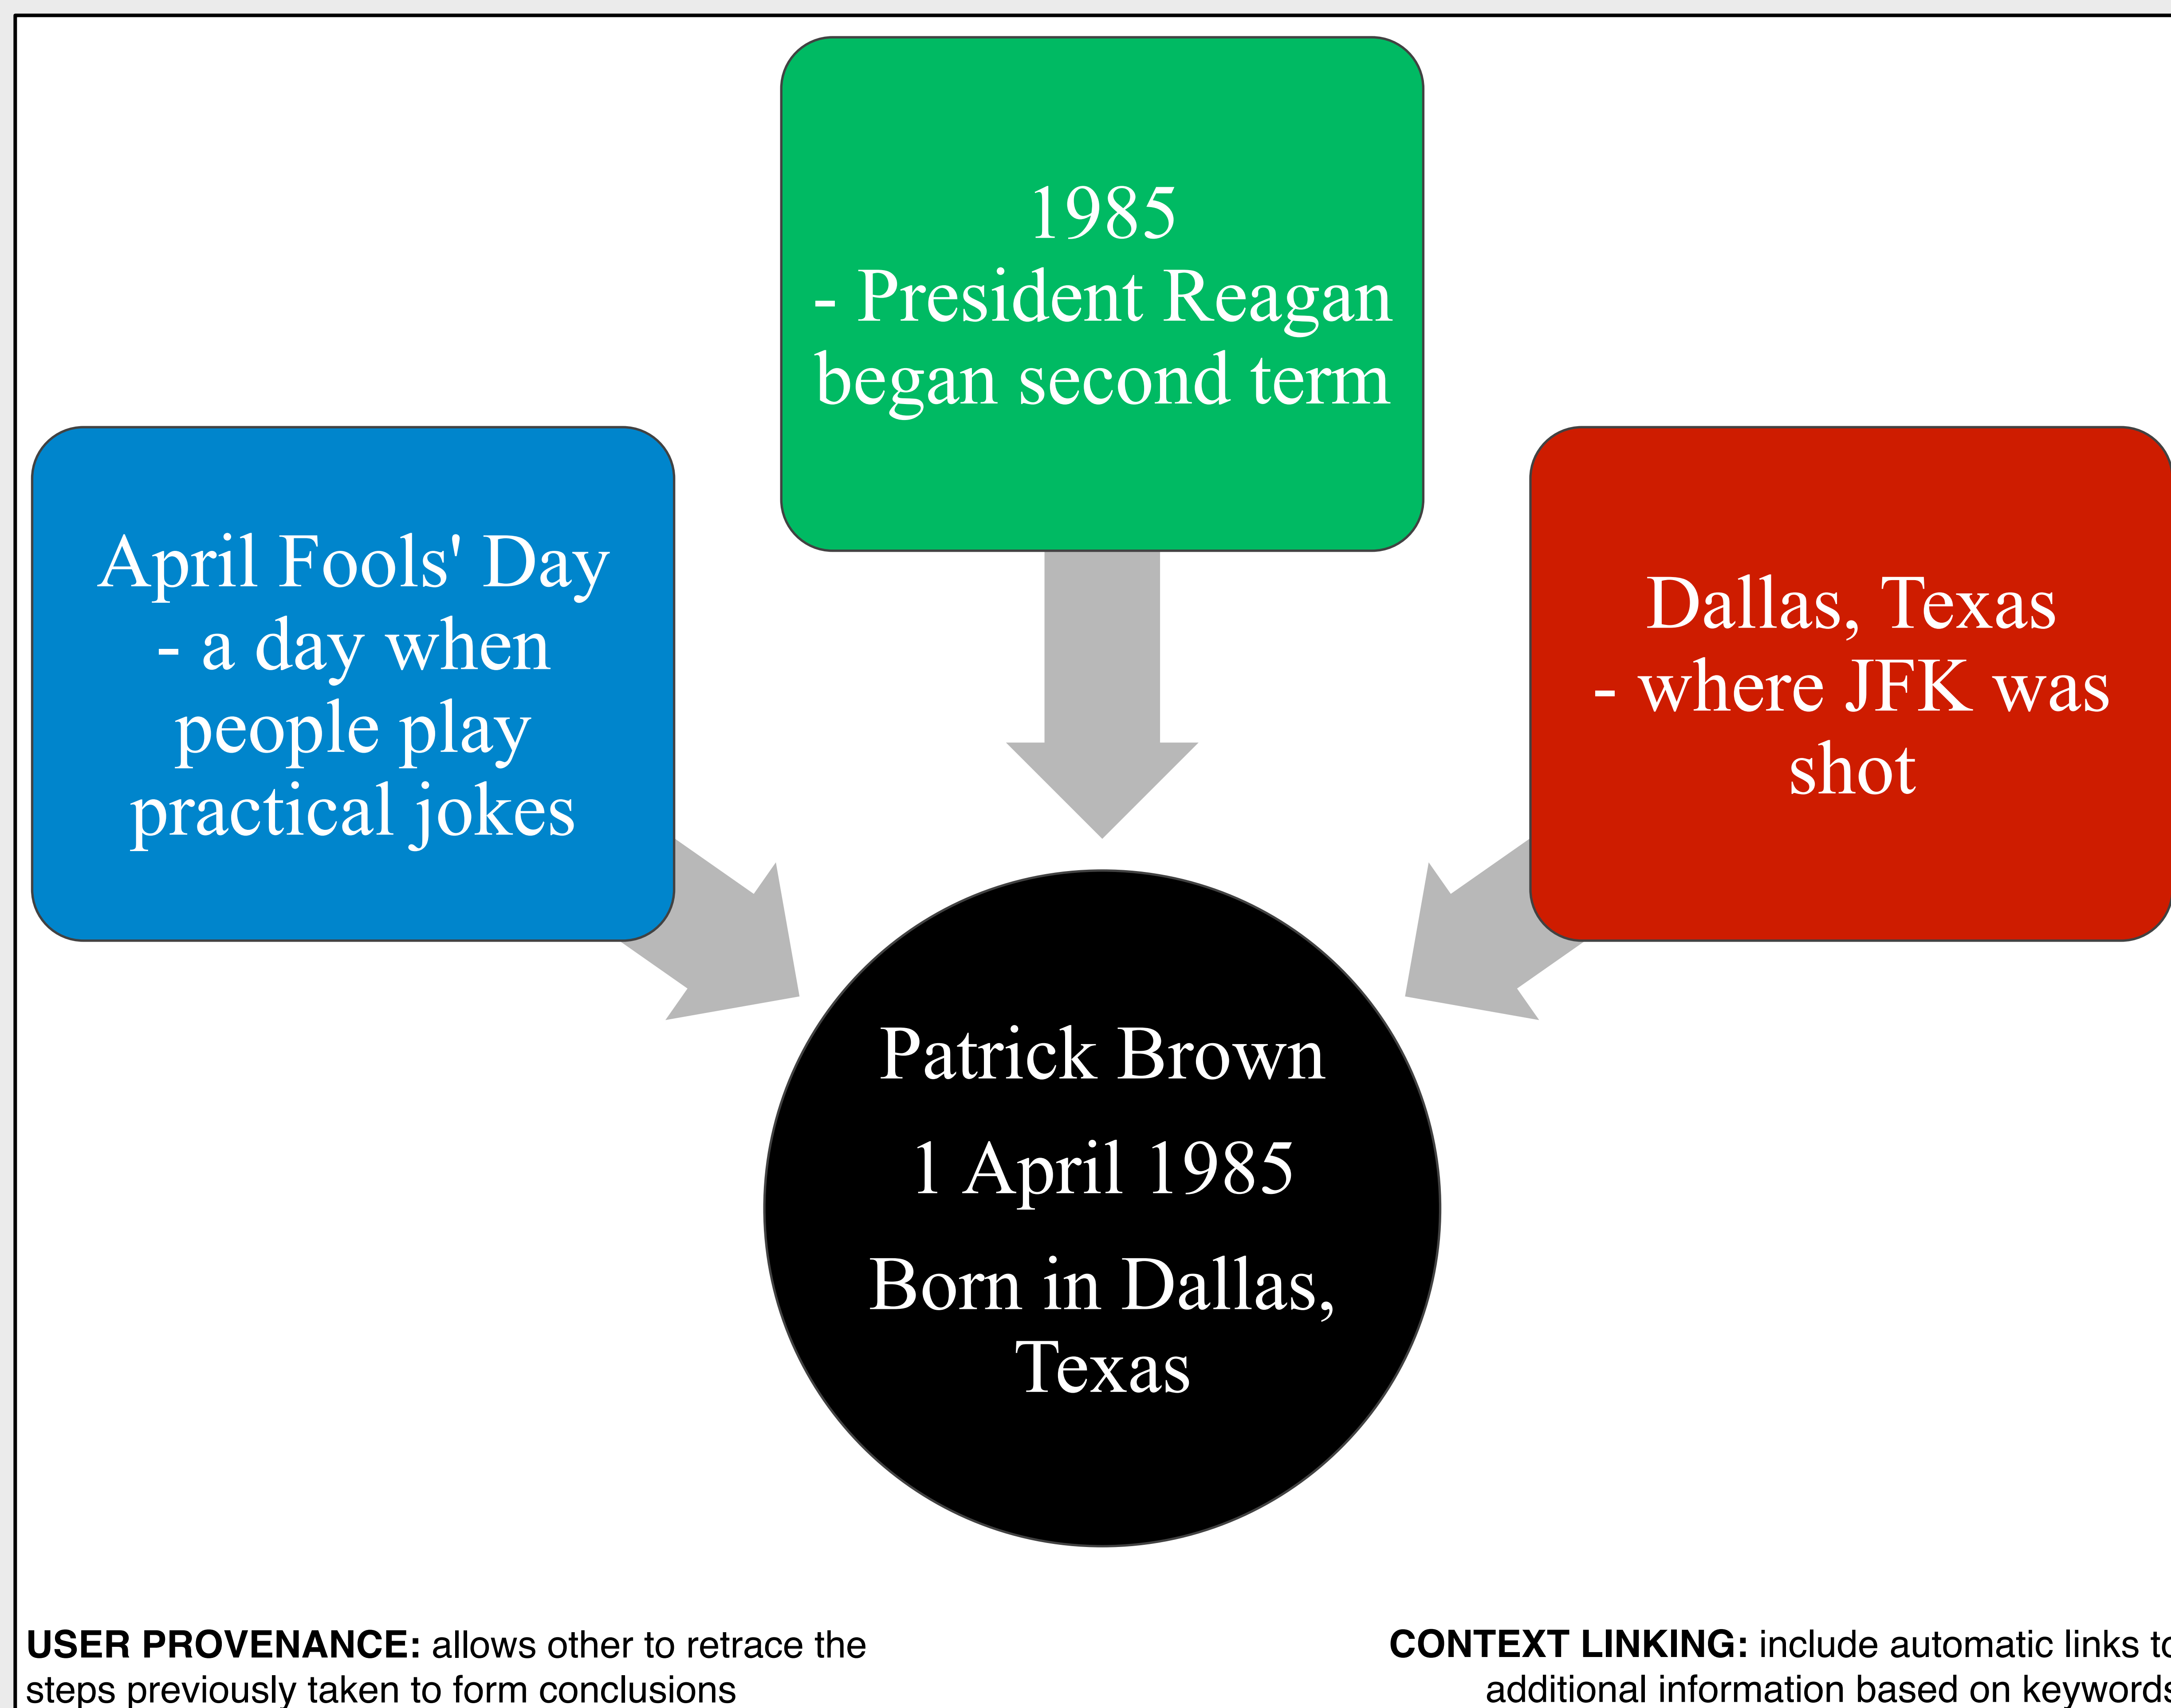 1985
- President Reagan
began second term
April Fools' Day
- a day when
people play
practical jokes
Dallas, Texas
- where JFK was
shot
Patrick Brown
1 April 1985
Born in Dallas,
Texas
USER PROVENANCE: allows other to retrace the
steps previously taken to form conclusions
CONTEXT LINKING: include automatic links to
additional information based on keywords